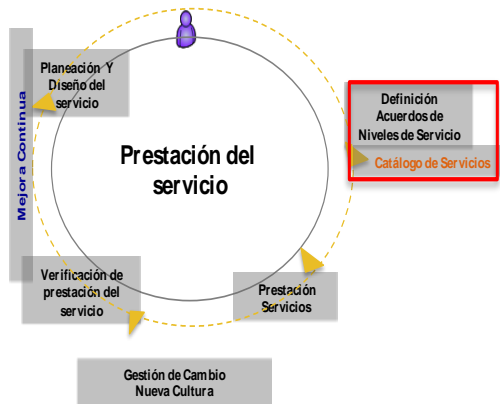 Planeación Y
Diseño del
servicio
Mejora Continua
Prestación del
servicio
Definición
Acuerdos de
Niveles de Servicio
Catálogo de Servicios
Verificación de
prestación del
servicio
Prestación
Servicios
Gestión de Cambio
Nueva Cultura